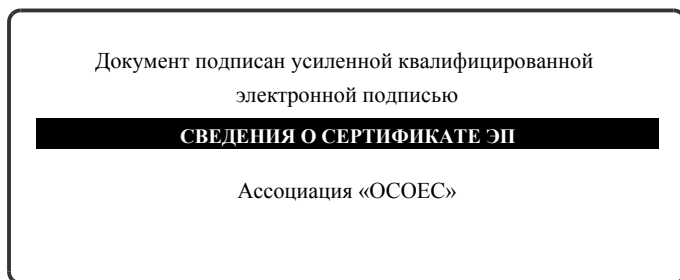 Документ подписан усиленной квалифицированной
электронной подписью
СВЕДЕНИЯ О СЕРТИФИКАТЕ ЭП
Ассоциация «ОСОЕС»